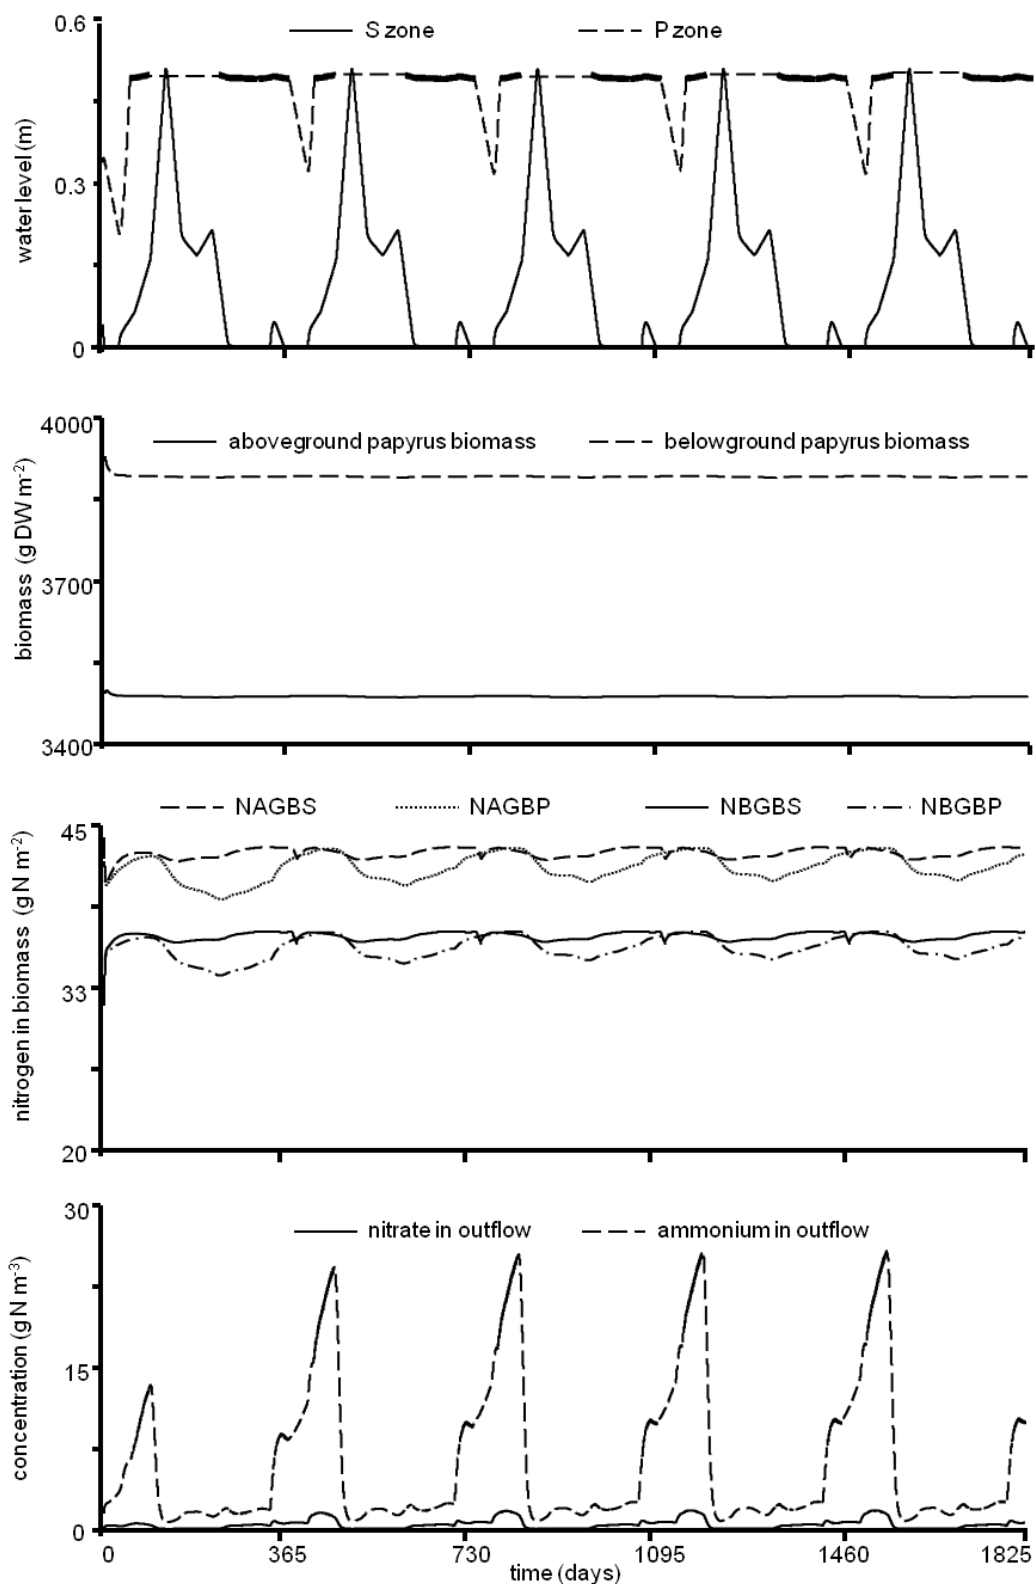 0.6
S zone P zone
0.3
0
water level (m)
4000
aboveground papyrus biomass belowground papyrus biomass
3700
3400
biomass (g DW m-2)
NAGBS NAGBP NBGBS NBGBP
45
33
20
nitrogen in biomass (g N m-2)
30
nitrate in outflow ammonium in outflow
15
0
concentration (g N m-3)
0 365 730 1095 1460 1825
time (days)